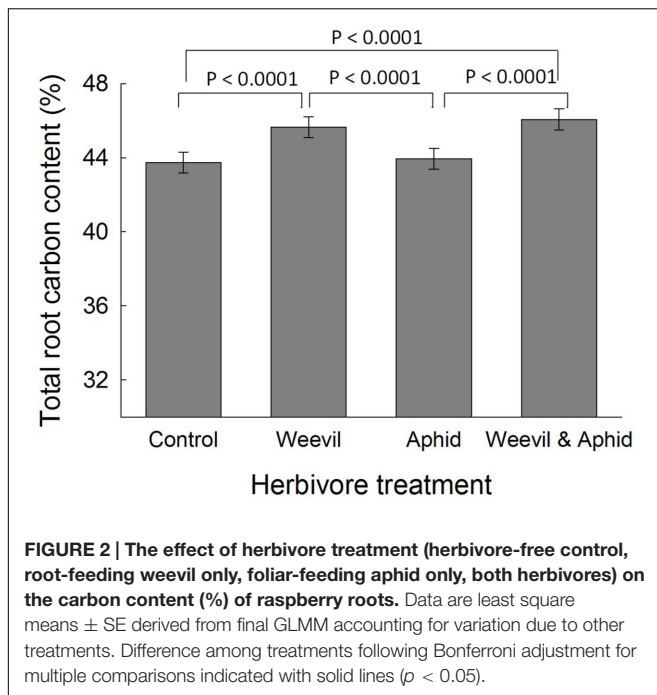 P < 0.0001
P < 0.0001 P < 0.0001 P < 0.0001
Total root carbon content (%)
48
44
40
36
32
Control Weevil Aphid Weevil & Aphid
Herbivore treatment
FIGURE 2 | The effect of herbivore treatment (herbivore-free control,
root-feeding weevil only, foliar-feeding aphid only, both herbivores) on
the carbon content (%) of raspberry roots. Data are least square
means ± SE derived from final GLMM accounting for variation due to other
treatments. Difference among treatments following Bonferroni adjustment for
multiple comparisons indicated with solid lines (p < 0.05).